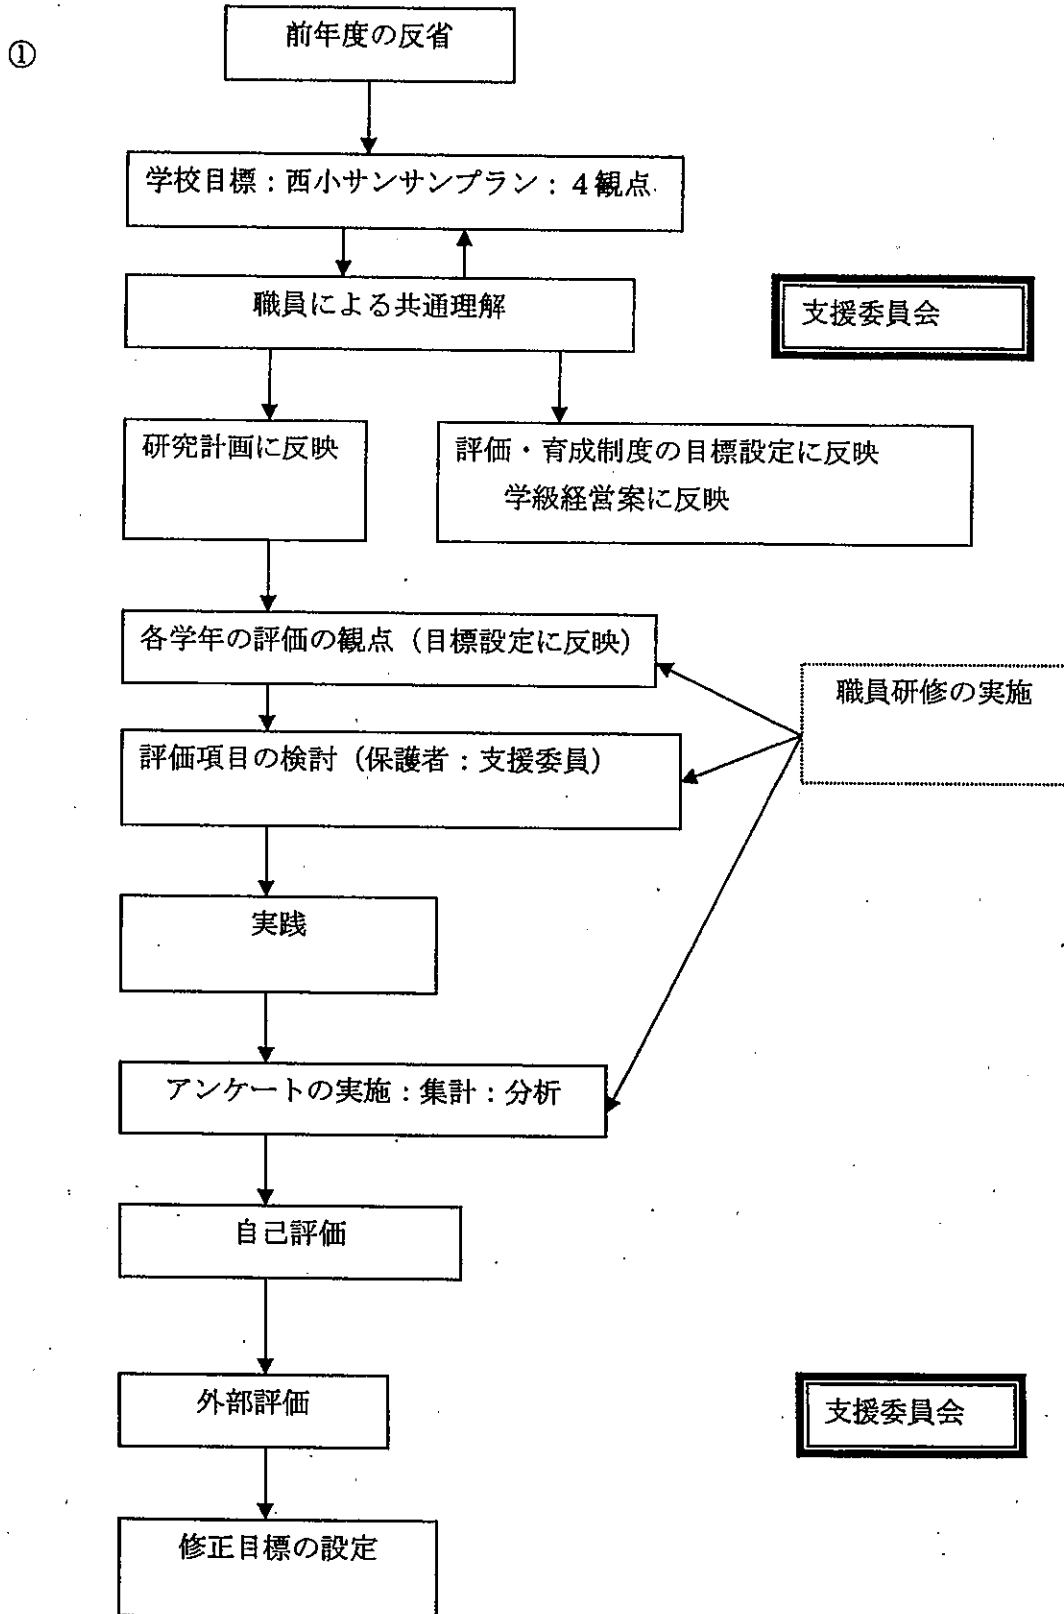 ①
前年度の反省
学校目標：西小サンサンプラン：４観点
職員による共通理解
支援委員会
研究計画に反映
評価・育成制度の目標設定に反映
学級経営案に反映
各学年の評価の観点（目標設定に反映）
職員研修の実施
評価項目の検討（保護者：支援委員）
実践
アンケートの実施：集計：分析
自己評価
外部評価
支援委員会
修正目標の設定